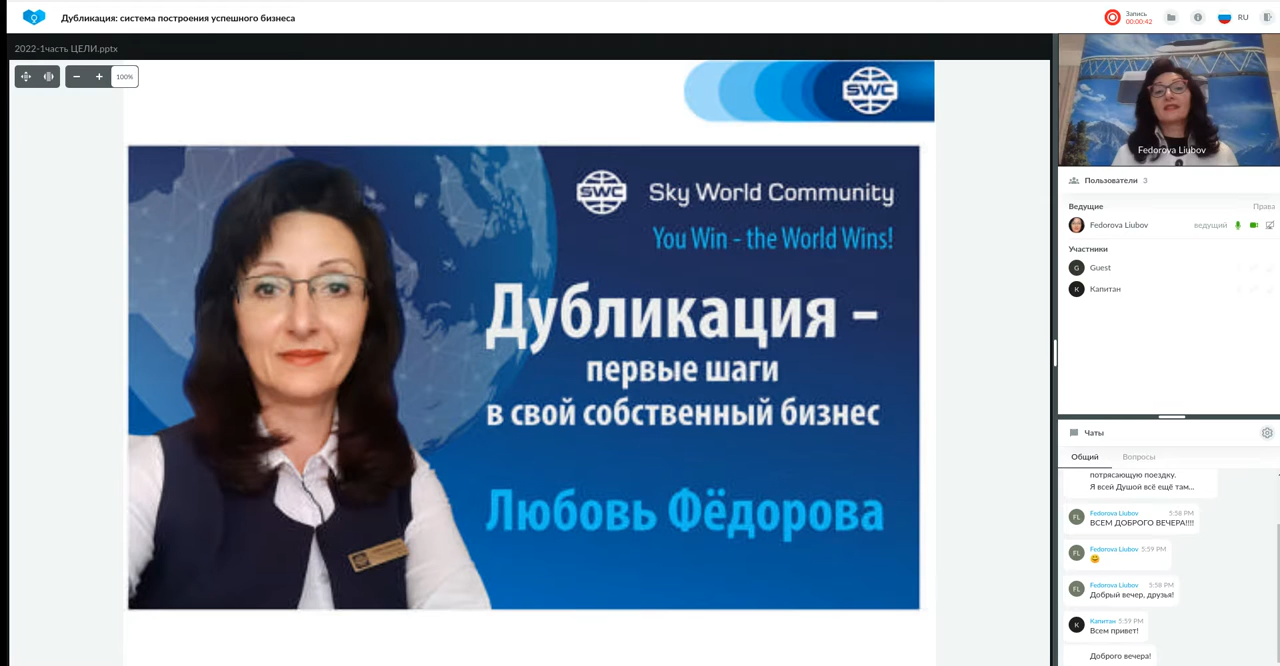 Дубликация: система построения успешного бизнеса
Запись
00:00:42
RU
2022-1часть ЦЕЛИ.pptx
100%
SWC
SWC
Sky World Community
You Win - the World Wins!
Дубликация –
первые шаги
в свой собственный бизнес
Любовь Фёдорова
Fedorova Liubov
Пользователи 3
Ведущие
Права
Fedorova Liubov
ведущий
Участники
G
Guest
К
Капитан
Чаты
Общий
Вопросы
потрясающую поездку.
Я всей Душой всё ещё там...
FL
Fedorova Liubov 5:58 PM
ВСЕМ ДОБРОГО ВЕЧЕРА!!!!
FL
Fedorova Liubov 5:59 PM
FL
Fedorova Liubov 5:58 PM
Добрый вечер, друзья!
К
Капитан 5:59 PM
Всем привет!
Доброго вечера!